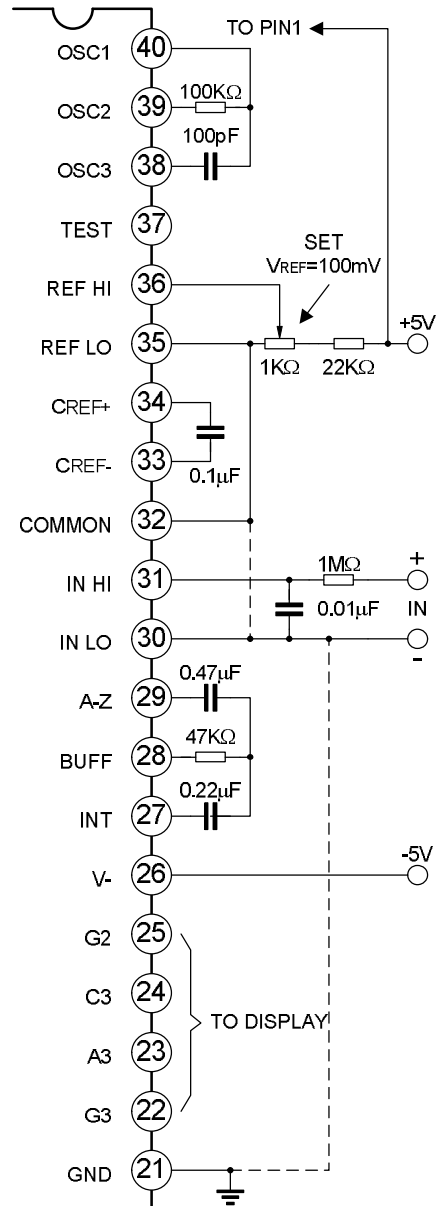 TO PIN1
OSC1 40
100KΩ
OSC2 39
100pF
OSC3 38
TEST 37
SET
VREF=100mV
REF HI 36
+5V
REF LO 35
1KΩ 22KΩ
CREF+ 34
CREF- 33
0.1µF
COMMON 32
1MΩ +
IN HI 31
0.01µF IN
IN LO 30
-
0.47µF
A-Z 29
47KΩ
BUFF 28
0.22µF
INT 27
-5V
V- 26
G2 25
C3 24
TO DISPLAY
A3 23
G3 22
GND 21